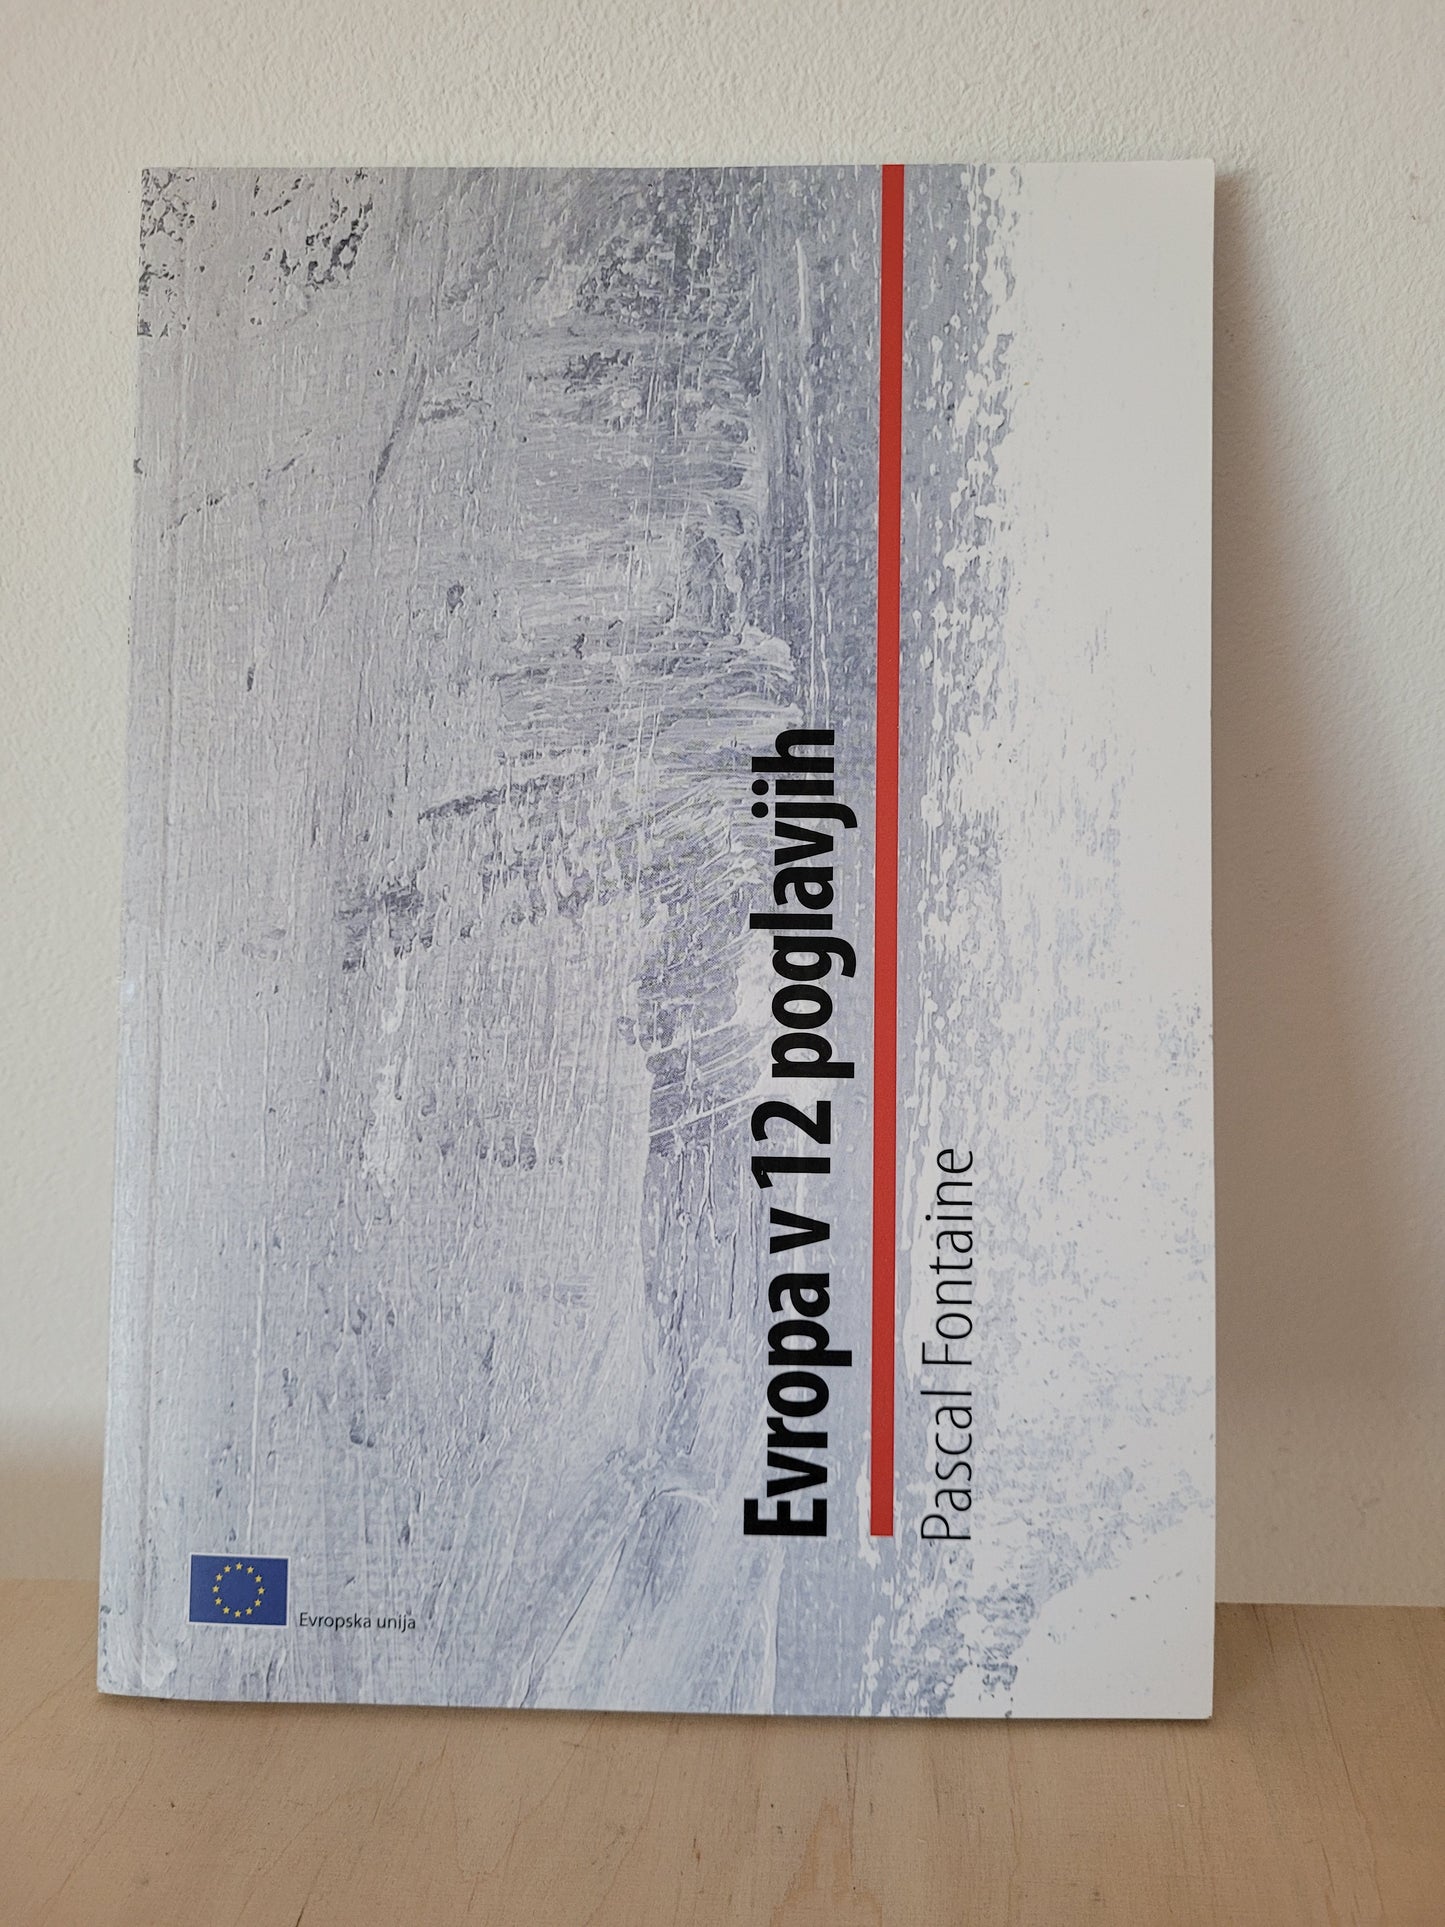 Evropska unija
Evropa v 12 poglavjih
Pascal Fontaine